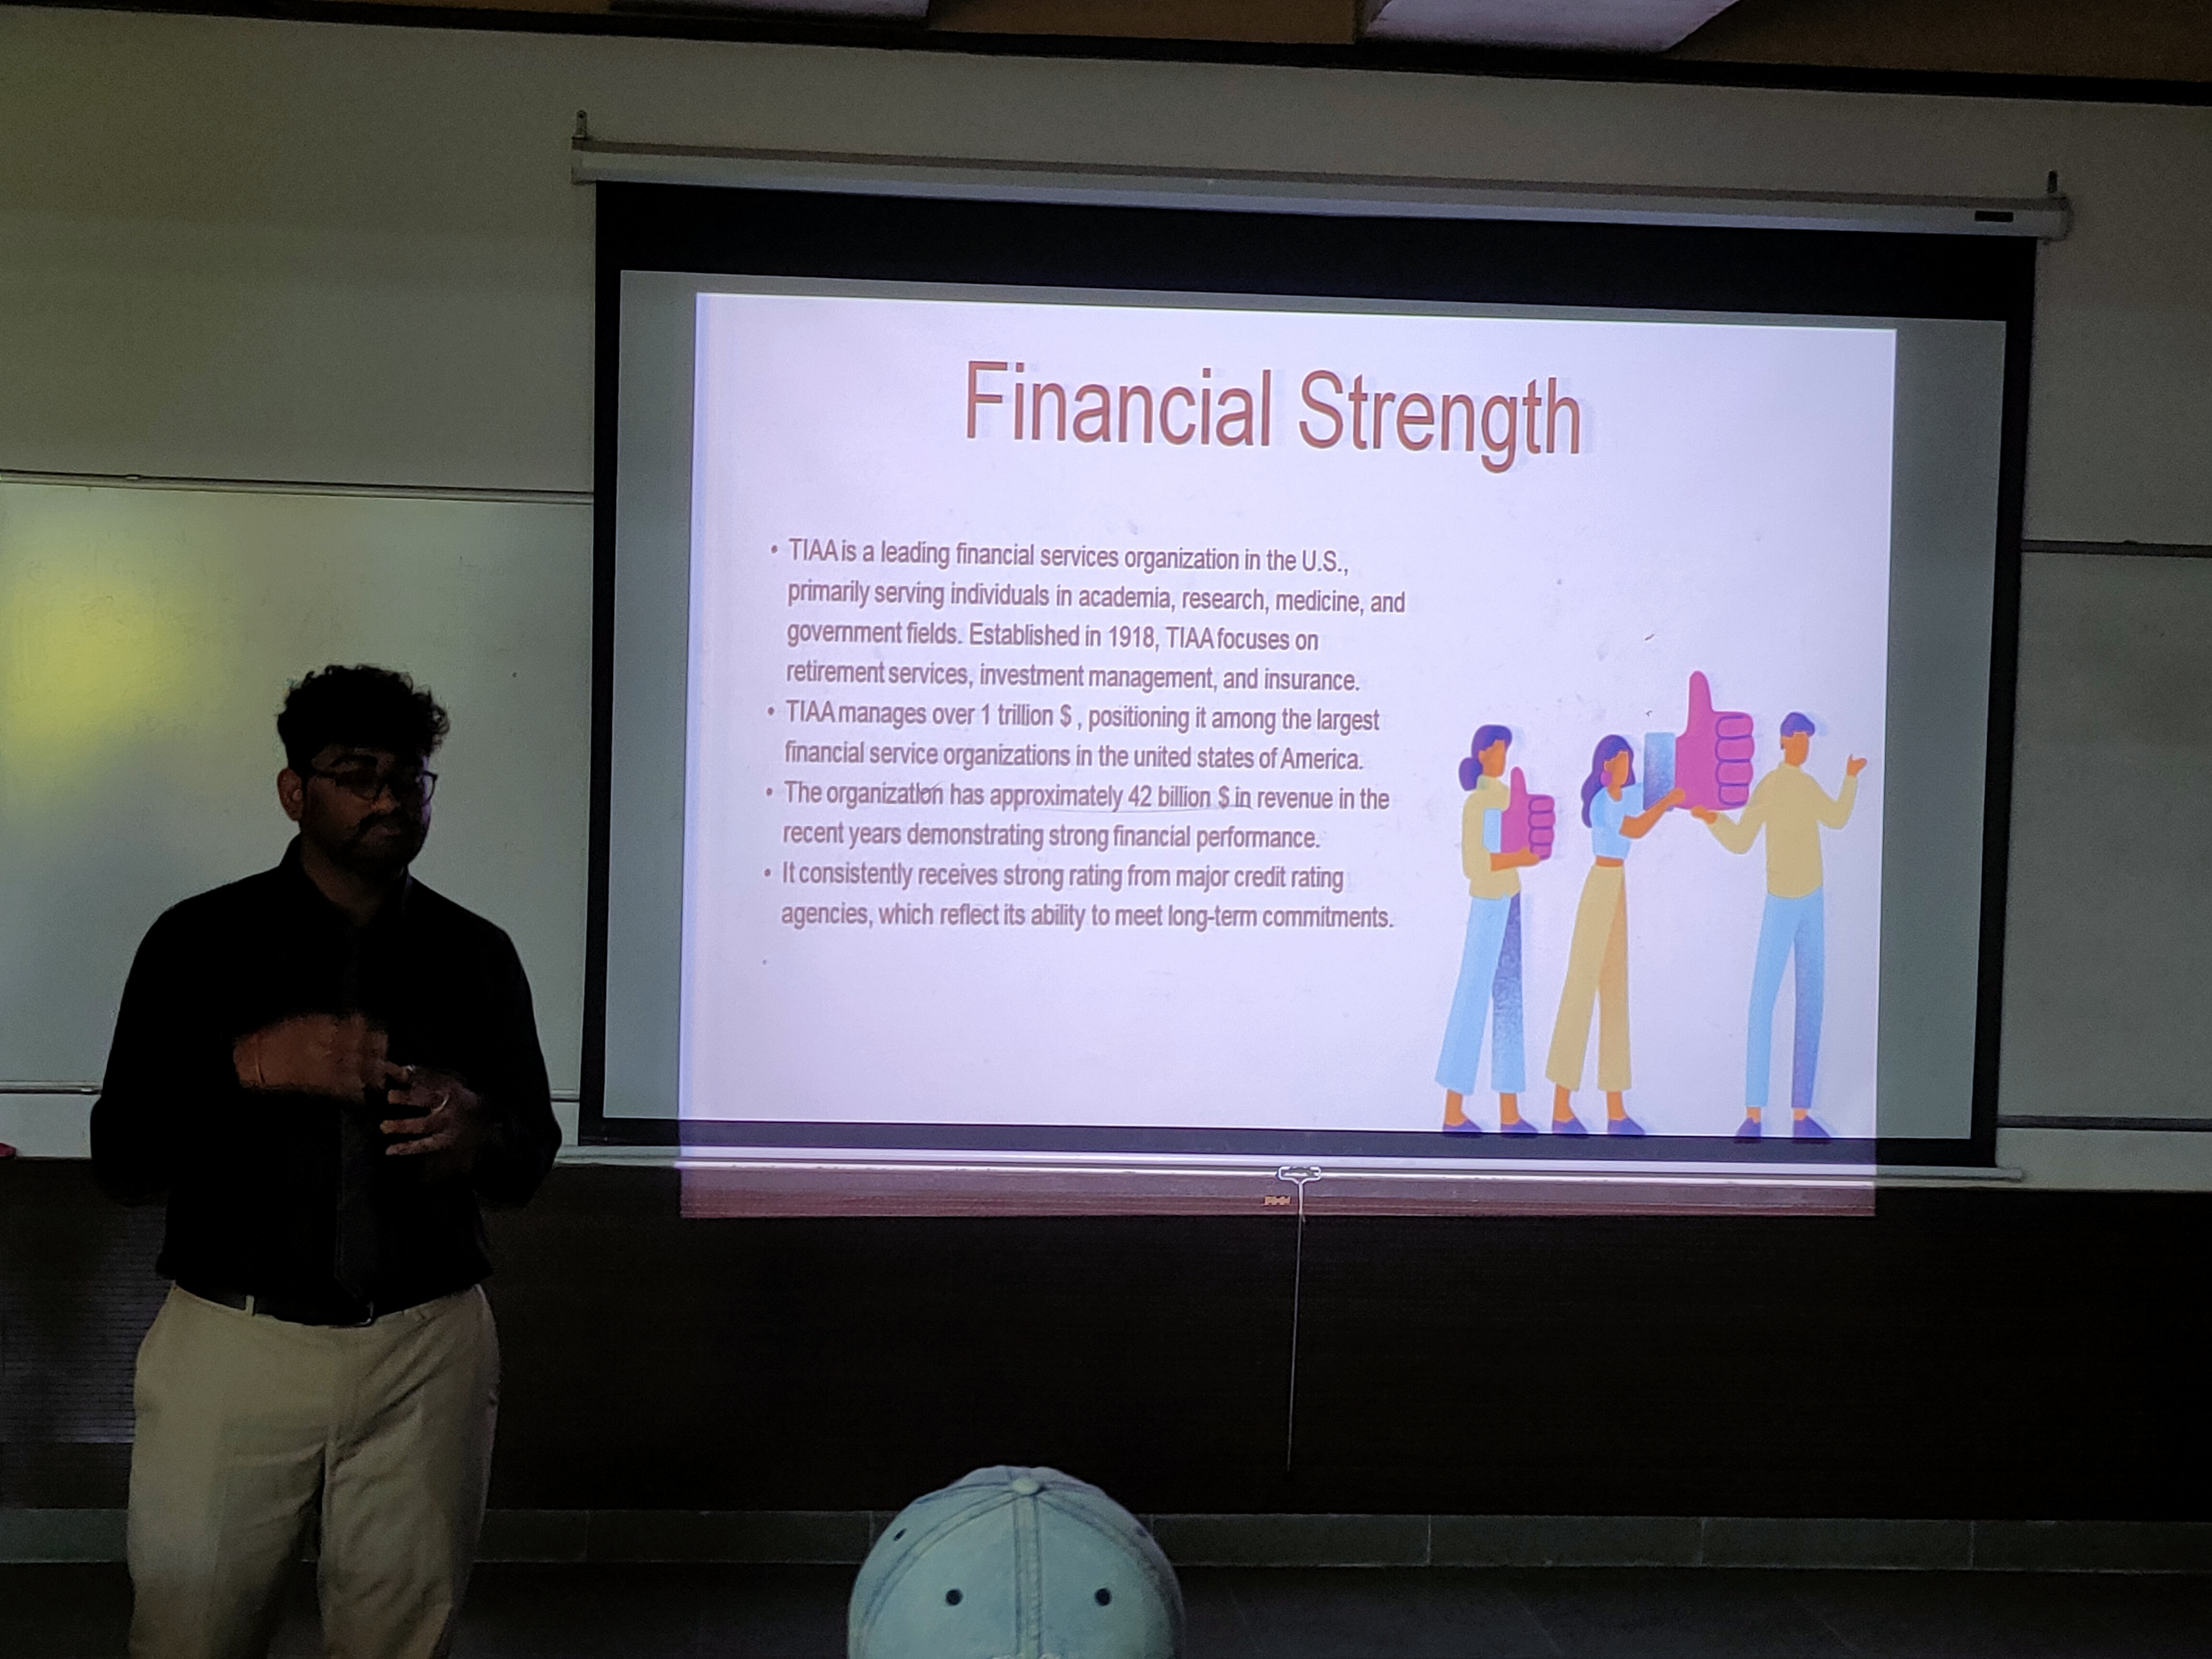 Financial Strength
• TIAA is a leading financial services organization in the U.S.,
primarily serving individuals in academia, research, medicine, and
government fields. Established in 1918, TIAA focuses on
retirement services, investment management, and insurance.
• TIAA manages over 1 trillion $ , positioning it among the largest
financial service organizations in the united states of America.
• The organization has approximately 42 billion $ in revenue in the
recent years demonstrating strong financial performance.
• It consistently receives strong rating from major credit rating
agencies, which reflect its ability to meet long-term commitments.